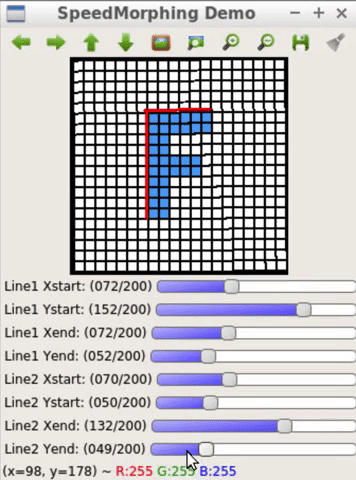 SpeedMorphing Demo
Line1 Xstart: (072/200)
Line1 Ystart: (152/200)
Line1 Xend: (072/200)
Line1 Yend: (052/200)
Line2 Xstart: (070/200)
Line2 Ystart: (050/200)
Line2 Xend: (132/200)
Line2 Yend: (049/200)
(x=98, y=178) ~ R:255 G:255 B:255